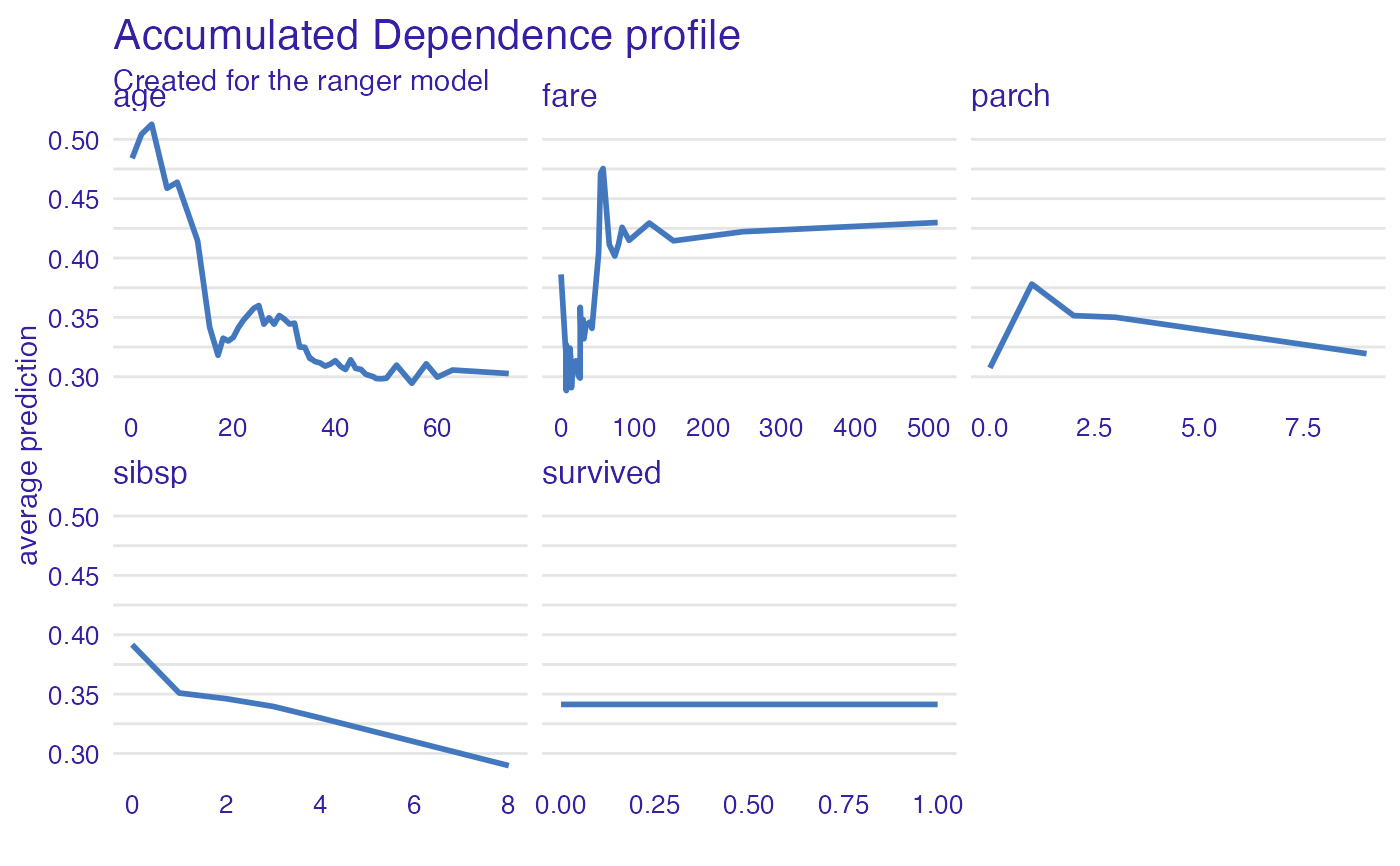 Accumulated Dependence profile
Created for the ranger model
age
fare
parch
0.50
0.45
0.40
0.35
0.30
0 20 40 60
0 100 200 300 400 500
0.0 2.5 5.0 7.5
average prediction
sibsp
survived
0.50
0.45
0.40
0.35
0.30
0 2 4 6 8
0.00 0.25 0.50 0.75 1.00